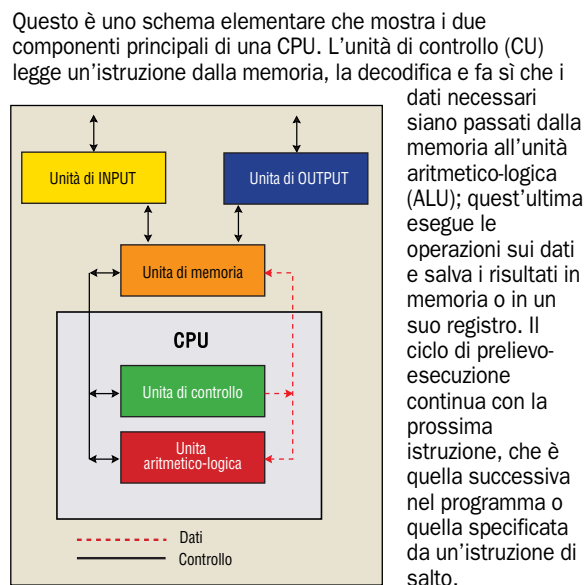 Questo è uno schema elementare che mostra i due
componenti principali di una CPU. L'unità di controllo (CU)
legge un'istruzione dalla memoria, la decodifica e fa sì che i
dati necessari
siano passati dalla
memoria all'unità
aritmetico-logica
(ALU); quest'ultima
esegue le
operazioni sui dati
e salva i risultati in
memoria o in un
suo registro. Il
ciclo di prelievo-
esecuzione
continua con la
prossima
istruzione, che è
quella successiva
nel programma o
quella specificata
da un'istruzione di
salto.
Unità di INPUT
Unita di OUTPUT
Unita di memoria
CPU
Unita di controllo
Unita
aritmetico-logica
Dati
Controllo